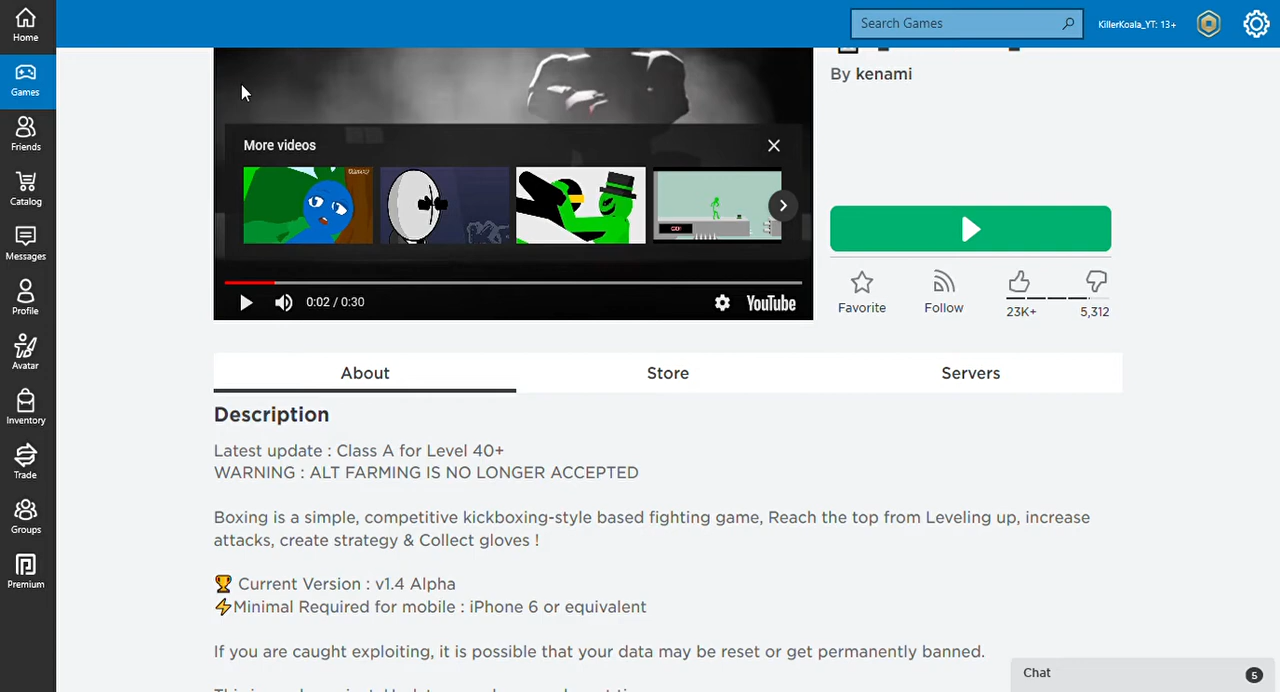 Home
Search Games
KillerKoala_YT: 13+
Games
Friends
Catalog
Messages
Profile
Avatar
Inventory
Trade
Groups
Premium
By kenami
More videos
0:02 / 0:30
YouTube
Favorite
Follow
23K+
5,312
About
Store
Servers
Description
Latest update : Class A for Level 40+
WARNING : ALT FARMING IS NO LONGER ACCEPTED
Boxing is a simple, competitive kickboxing-style based fighting game, Reach the top from Leveling up, increase
attacks, create strategy & Collect gloves !
🏆 Current Version : v1.4 Alpha
⚡Minimal Required for mobile : iPhone 6 or equivalent
If you are caught exploiting, it is possible that your data may be reset or get permanently banned.
Chat
5